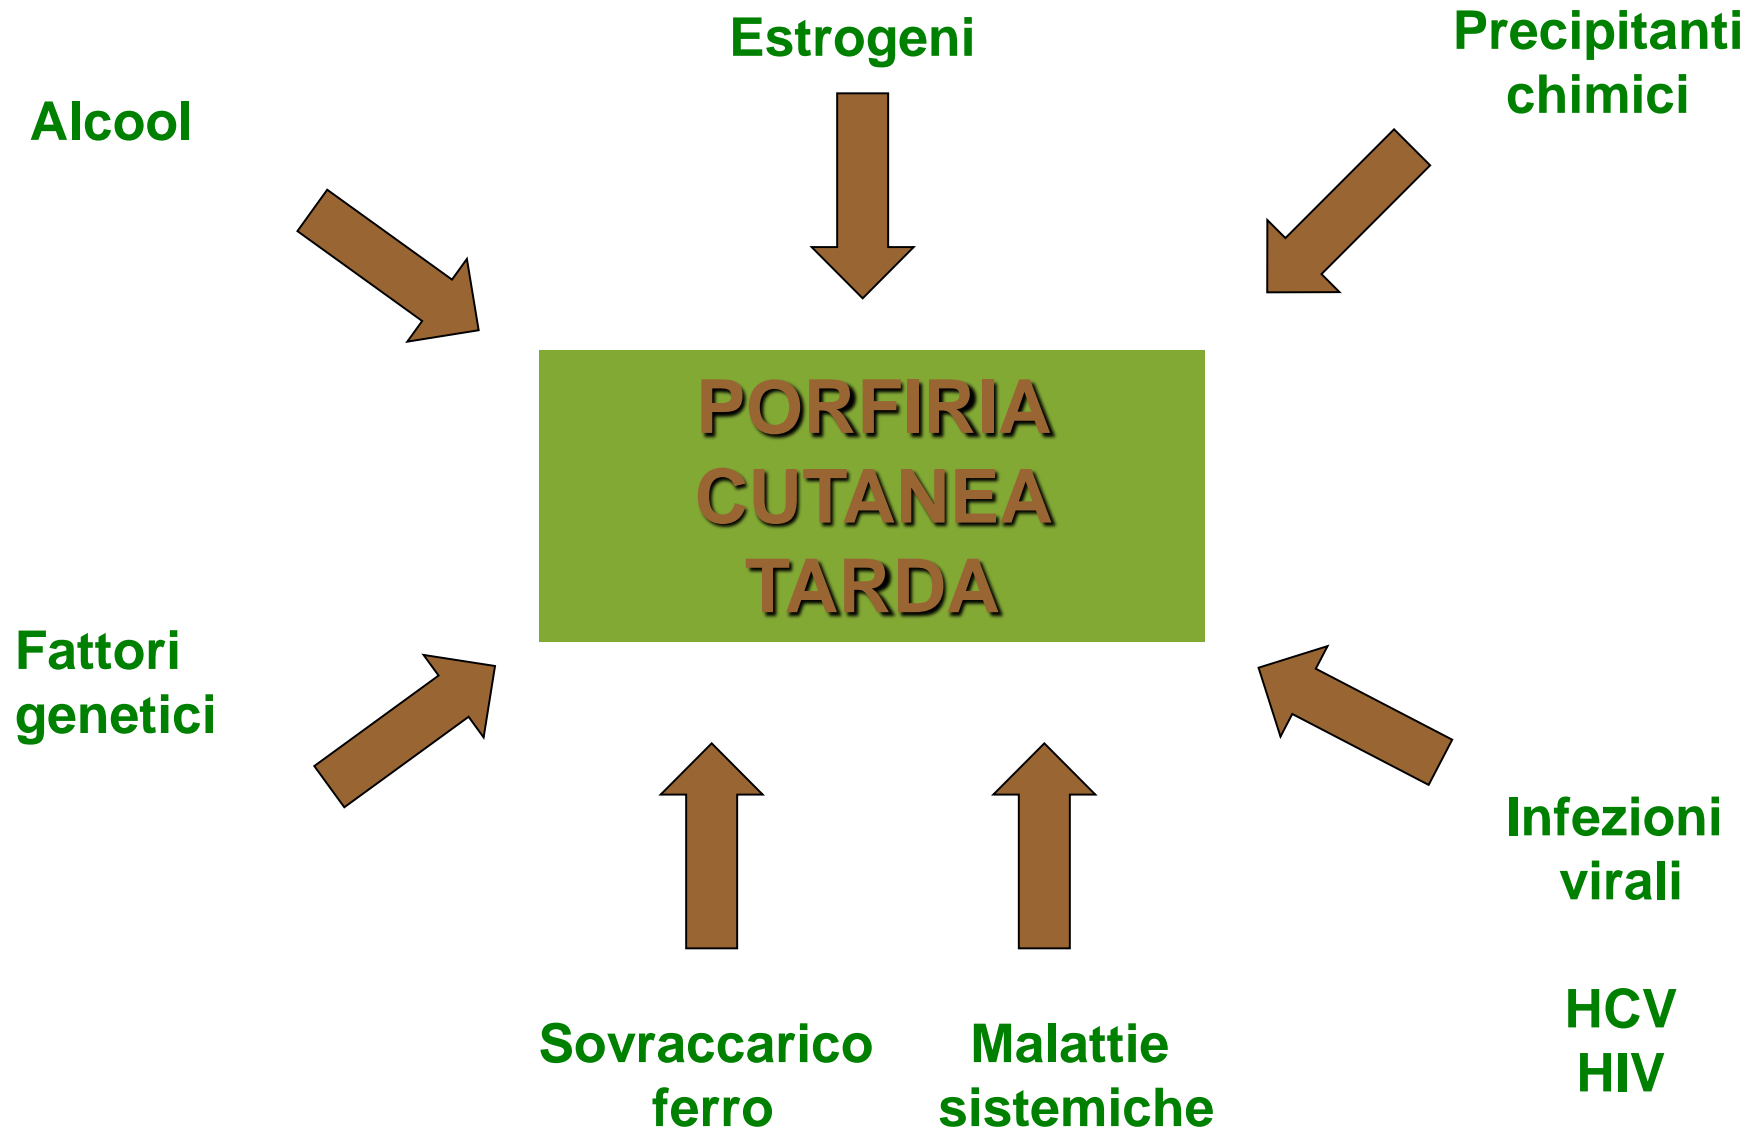 Estrogeni
Precipitanti
chimici
Alcool
PORFIRIA
CUTANEA
TARDA
Fattori
genetici
Infezioni
virali
HCV
HIV
Sovraccarico
ferro
Malattie
sistemiche